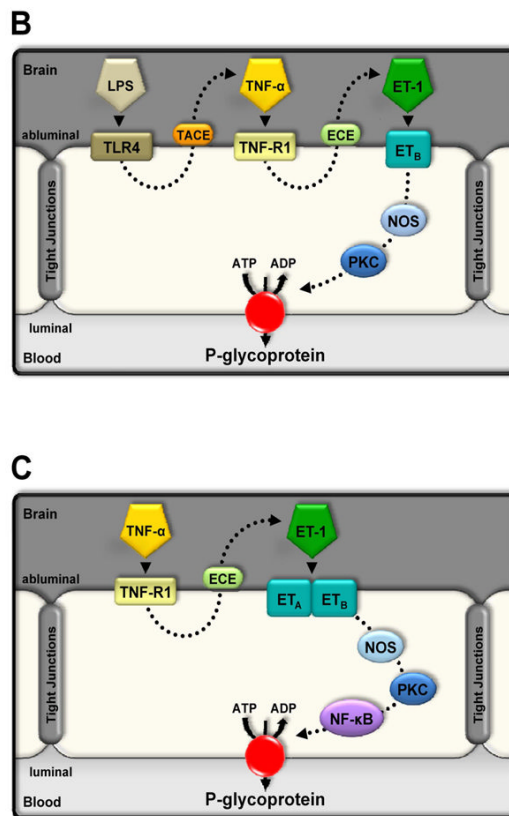 B
Brain
LPS TNF-α ET-1
abluminal TACE ECE
TLR4 TNF-R1 ETB
Tight Junctions
NOS
PKC
Tight Junctions
ATP ADP
luminal
P-glycoprotein
Blood
C
Brain
TNF-α ET-1
abluminal ECE
TNF-R1 ETA ETB
Tight Junctions
NOS
PKC
NF-κB
Tight Junctions
ATP ADP
luminal
P-glycoprotein
Blood